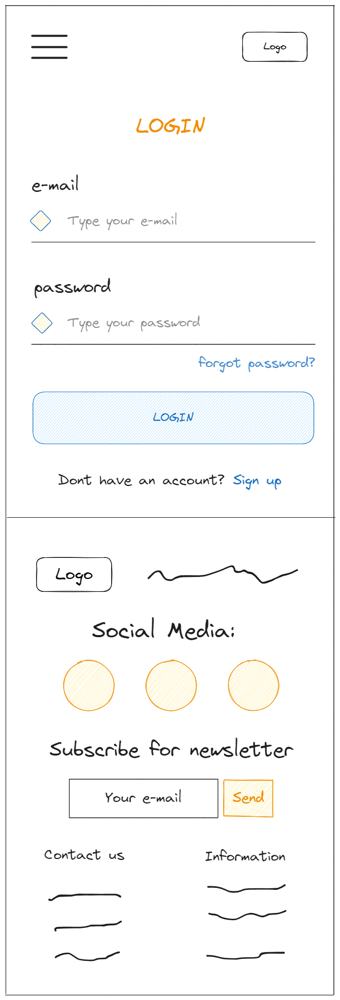 Logo
LOGIN
e-mail
Type your e-mail
password
Type your password
forgot password?
LOGIN
Dont have an account? Sign up
Logo
Social Media:
Subscribe for newsletter
Your e-mail Send
Contact us Information